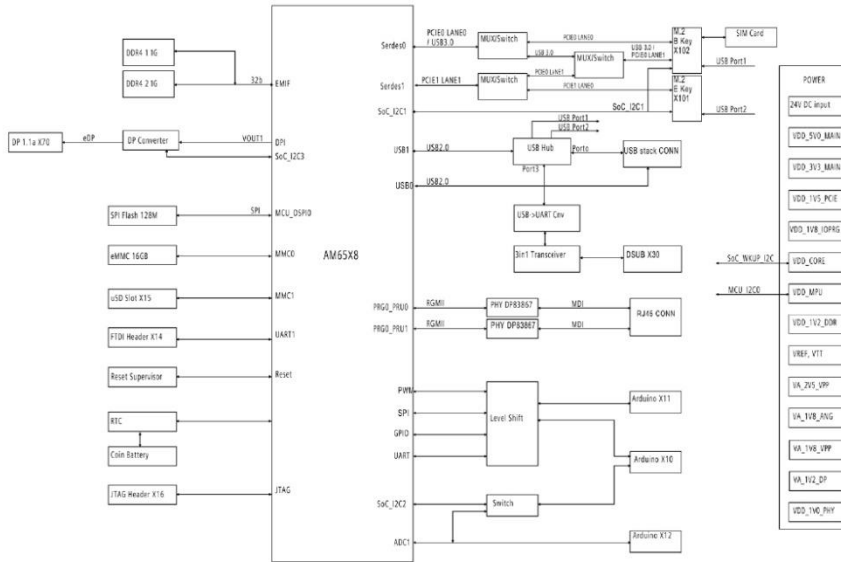 DDR4 1 1G
DDR4 2 1G
32b
EMIF
DP 1.1a X70
eDP
DP Converter
VOUT1
DPI
SoC_I2C3
SPI Flash 128M
SPI
MCU_OSPI0
eMMC 16GB
MMC0
uSD Slot X15
MMC1
FTDI Header X14
UART1
Reset Supervisor
Reset
RTC
Coin Battery
JTAG Header X16
JTAG
AM65X8
Serdes0
PCIE0 LANE0
/ USB3.0
MUX/Switch
PCIE0 LANE0
USB 3.0
MUX/Switch
USB 3.0 /
PCIE0 LANE1
M.2
B Key
X102
SIM Card
USB Port1
Serdes1
PCIE1 LANE1
MUX/Switch
PCIE0 LANE1
PCIE1 LANE0
M.2
E Key
X101
USB Port2
SoC_I2C1
SoC_I2C1
USB1
USB2.0
USB Port1
USB Port2
USB Hub
Porto
USB stack CONN
USB0
USB2.0
Port3
USB->UART Cnv
3in1 Transcriver
DSUB X30
PRG0_PRU0
RGMII
PHY DP83867
MDI
PRG0_PRU1
RGMII
PHY DP83867
MDI
RJ45 CONN
PWM
SPI
GPIO
UART
Level Shift
Arduino X11
Arduino X10
SoC_I2C2
Switch
ADC1
Arduino X12
POWER
24V DC input
VDD_5V0_MAIN
VDD_3V3_MAIN
VDD_1V5_PCIE
VDD_1V8_IOPRG
SoC_WKUP_I2C
VDD_CORE
MCU_I2C0
VDD_MPU
VDD_1V2_DDR
VREF, VTT
VA_2V5_VPP
VA_1V8_ANG
VA_1V8_VPP
VA_1V2_DP
VDD_1V0_PHY